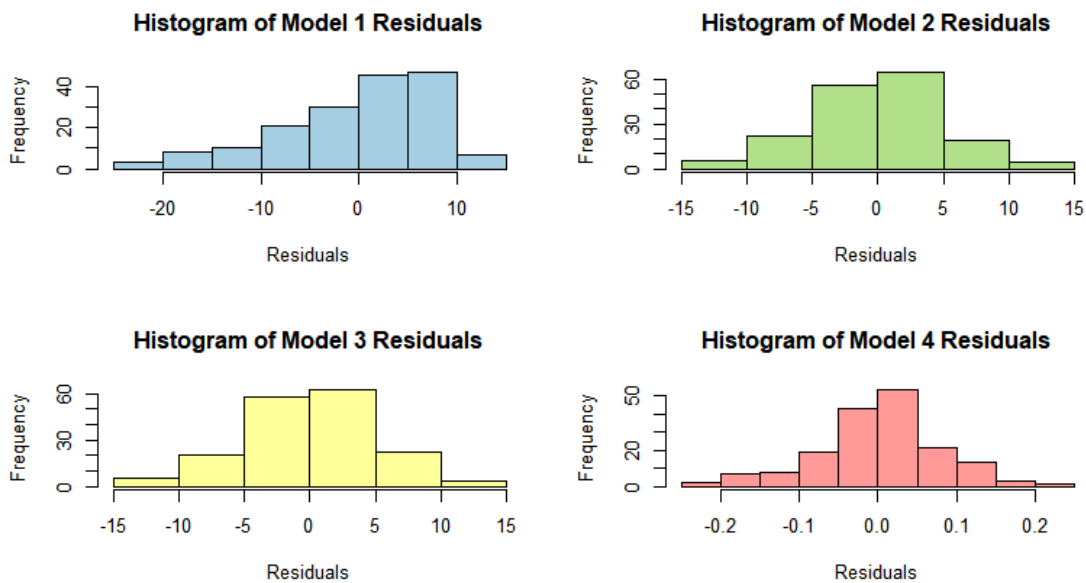 Histogram of Model 1 Residuals
Frequency
0 20 40
-20 -10 0 10
Residuals
Histogram of Model 2 Residuals
Frequency
0 30 60
-15 -10 -5 0 5 10 15
Residuals
Histogram of Model 3 Residuals
Frequency
0 30 60
-15 -10 -5 0 5 10 15
Residuals
Histogram of Model 4 Residuals
Frequency
0 20 50
-0.2 -0.1 0.0 0.1 0.2
Residuals